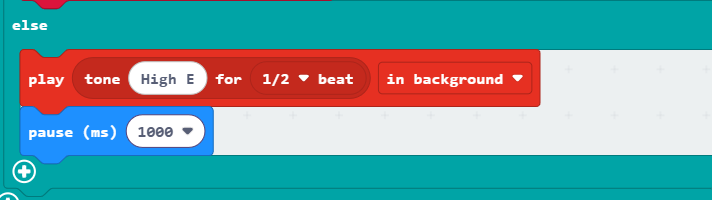 else
play tone High E for 1/2 beat in background
pause (ms) 1000